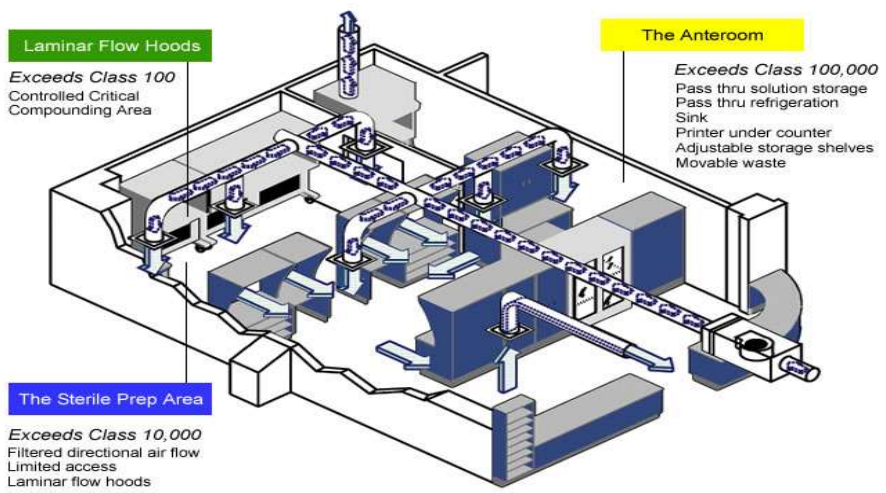 Laminar Flow Hoods
Exceeds Class 100
Controlled Critical
Compounding Area
The Anteroom
Exceeds Class 100,000
Pass thru solution storage
Pass thru refrigeration
Sink
Printer under counter
Adjustable storage shelves
Movable waste
The Sterile Prep Area
Exceeds Class 10,000
Filtered directional air flow
Limited access
Laminar flow hoods